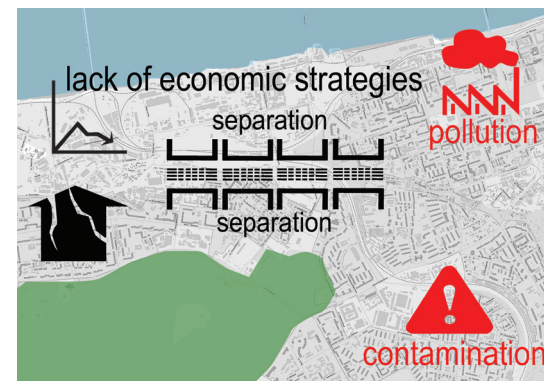 lack of economic strategies
separation
pollution
separation
contamination